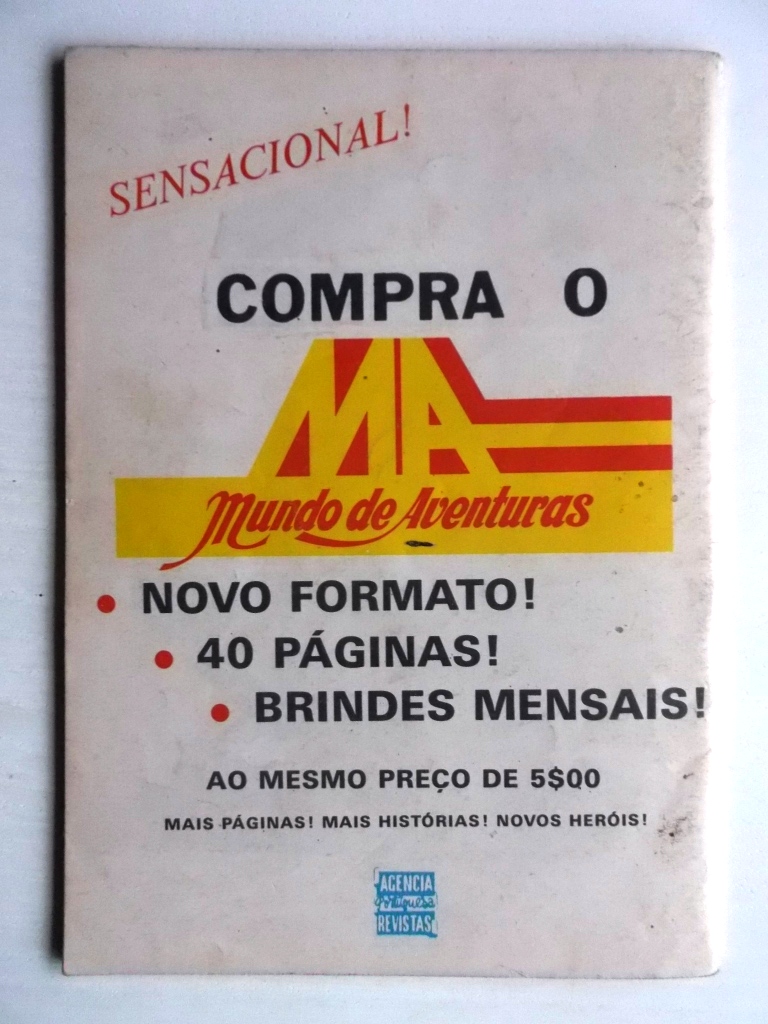 SENSACIONAL!
COMPRA O
MA
Mundo de Aventuras
• NOVO FORMATO!
• 40 PÁGINAS!
• BRINDES MENSAIS!
AO MESMO PREÇO DE 5$00
MAIS PÁGINAS! MAIS HISTÓRIAS! NOVOS HERÓIS!
AGENCIA
Portuguesa
REVISTAS